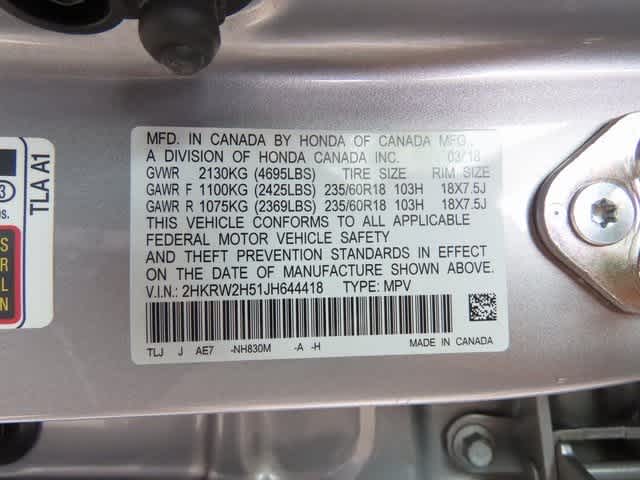 MFD. IN CANADA BY HONDA OF CANADA MFG.,
A DIVISION OF HONDA CANADA INC. 03/18
GVWR 2130KG (4695LBS) TIRE SIZE RIM SIZE
GAWR F 1100KG (2425LBS) 235/60R18 103H 18X7.5J
GAWR R 1075KG (2369LBS) 235/60R18 103H 18X7.5J
THIS VEHICLE CONFORMS TO ALL APPLICABLE
FEDERAL MOTOR VEHICLE SAFETY
AND THEFT PREVENTION STANDARDS IN EFFECT
ON THE DATE OF MANUFACTURE SHOWN ABOVE.
V.I.N.: 2HKRW2H51JH644418 TYPE: MPV
TLJ J AE7 -NH830M -A -H MADE IN CANADA
TLA A1
3